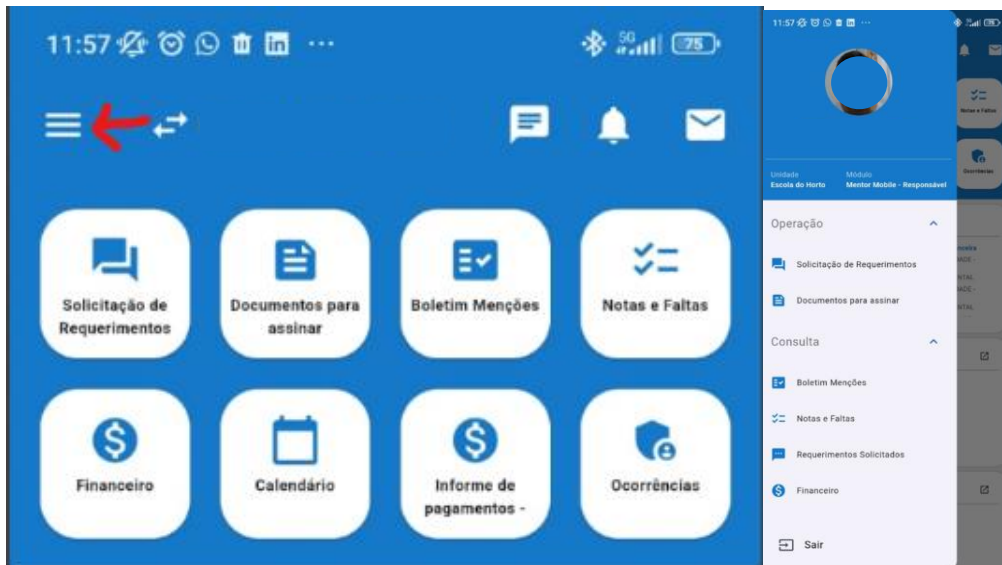 11:57
5G
75
Solicitação de
Requerimentos
Documentos para
assinar
Boletim Menções
Notas e Faltas
Financeiro
Calendário
Informe de
pagamentos -
Ocorrências
11:57
Notas e Faltas
Ocorrências
Unidade
Módulo
Escola do Horto
Mentor Mobile - Responsável
Operação
Solicitação de Requerimentos
Documentos para assinar
Consulta
Boletim Menções
Notas e Faltas
Requerimentos Solicitados
Financeiro
Sair